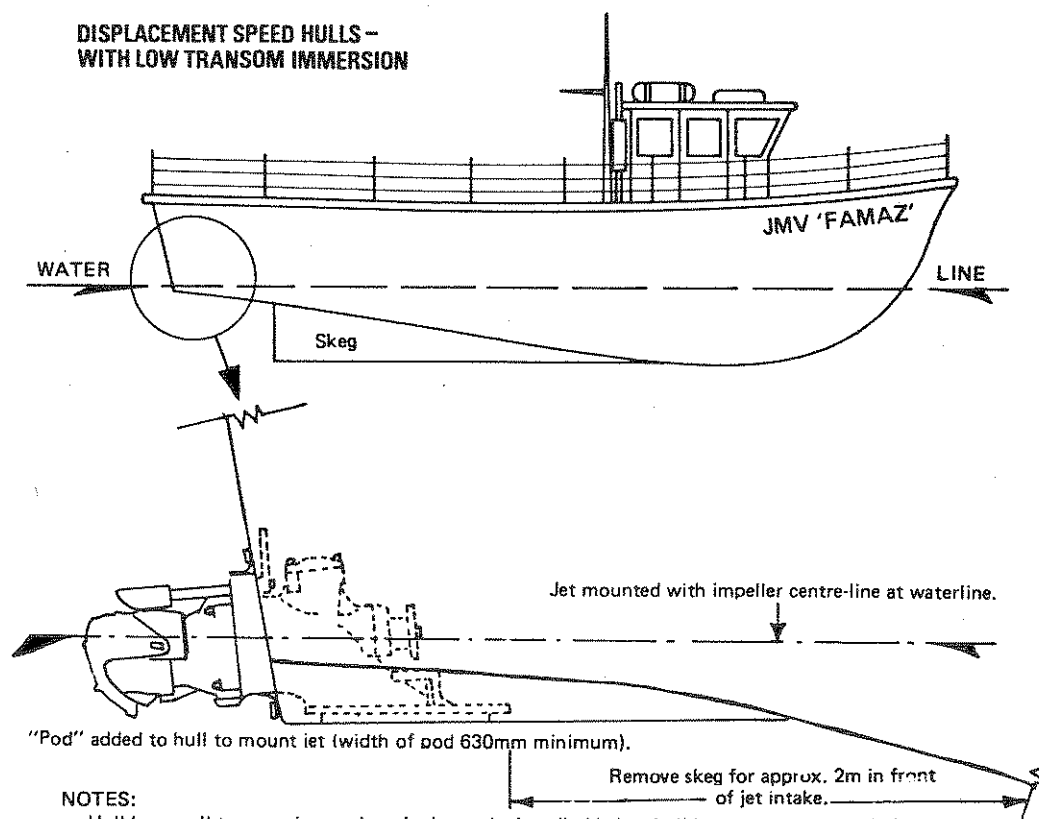 DISPLACEMENT SPEED HULLS –
WITH LOW TRANSOM IMMERSION
JMV 'FAMAZ'
WATER
LINE
Skeg
Jet mounted with impeller centre-line at waterline.
"Pod" added to hull to mount jet (width of pod 630mm minimum).
Remove skeg for approx. 2m in front
of jet intake.
NOTES: